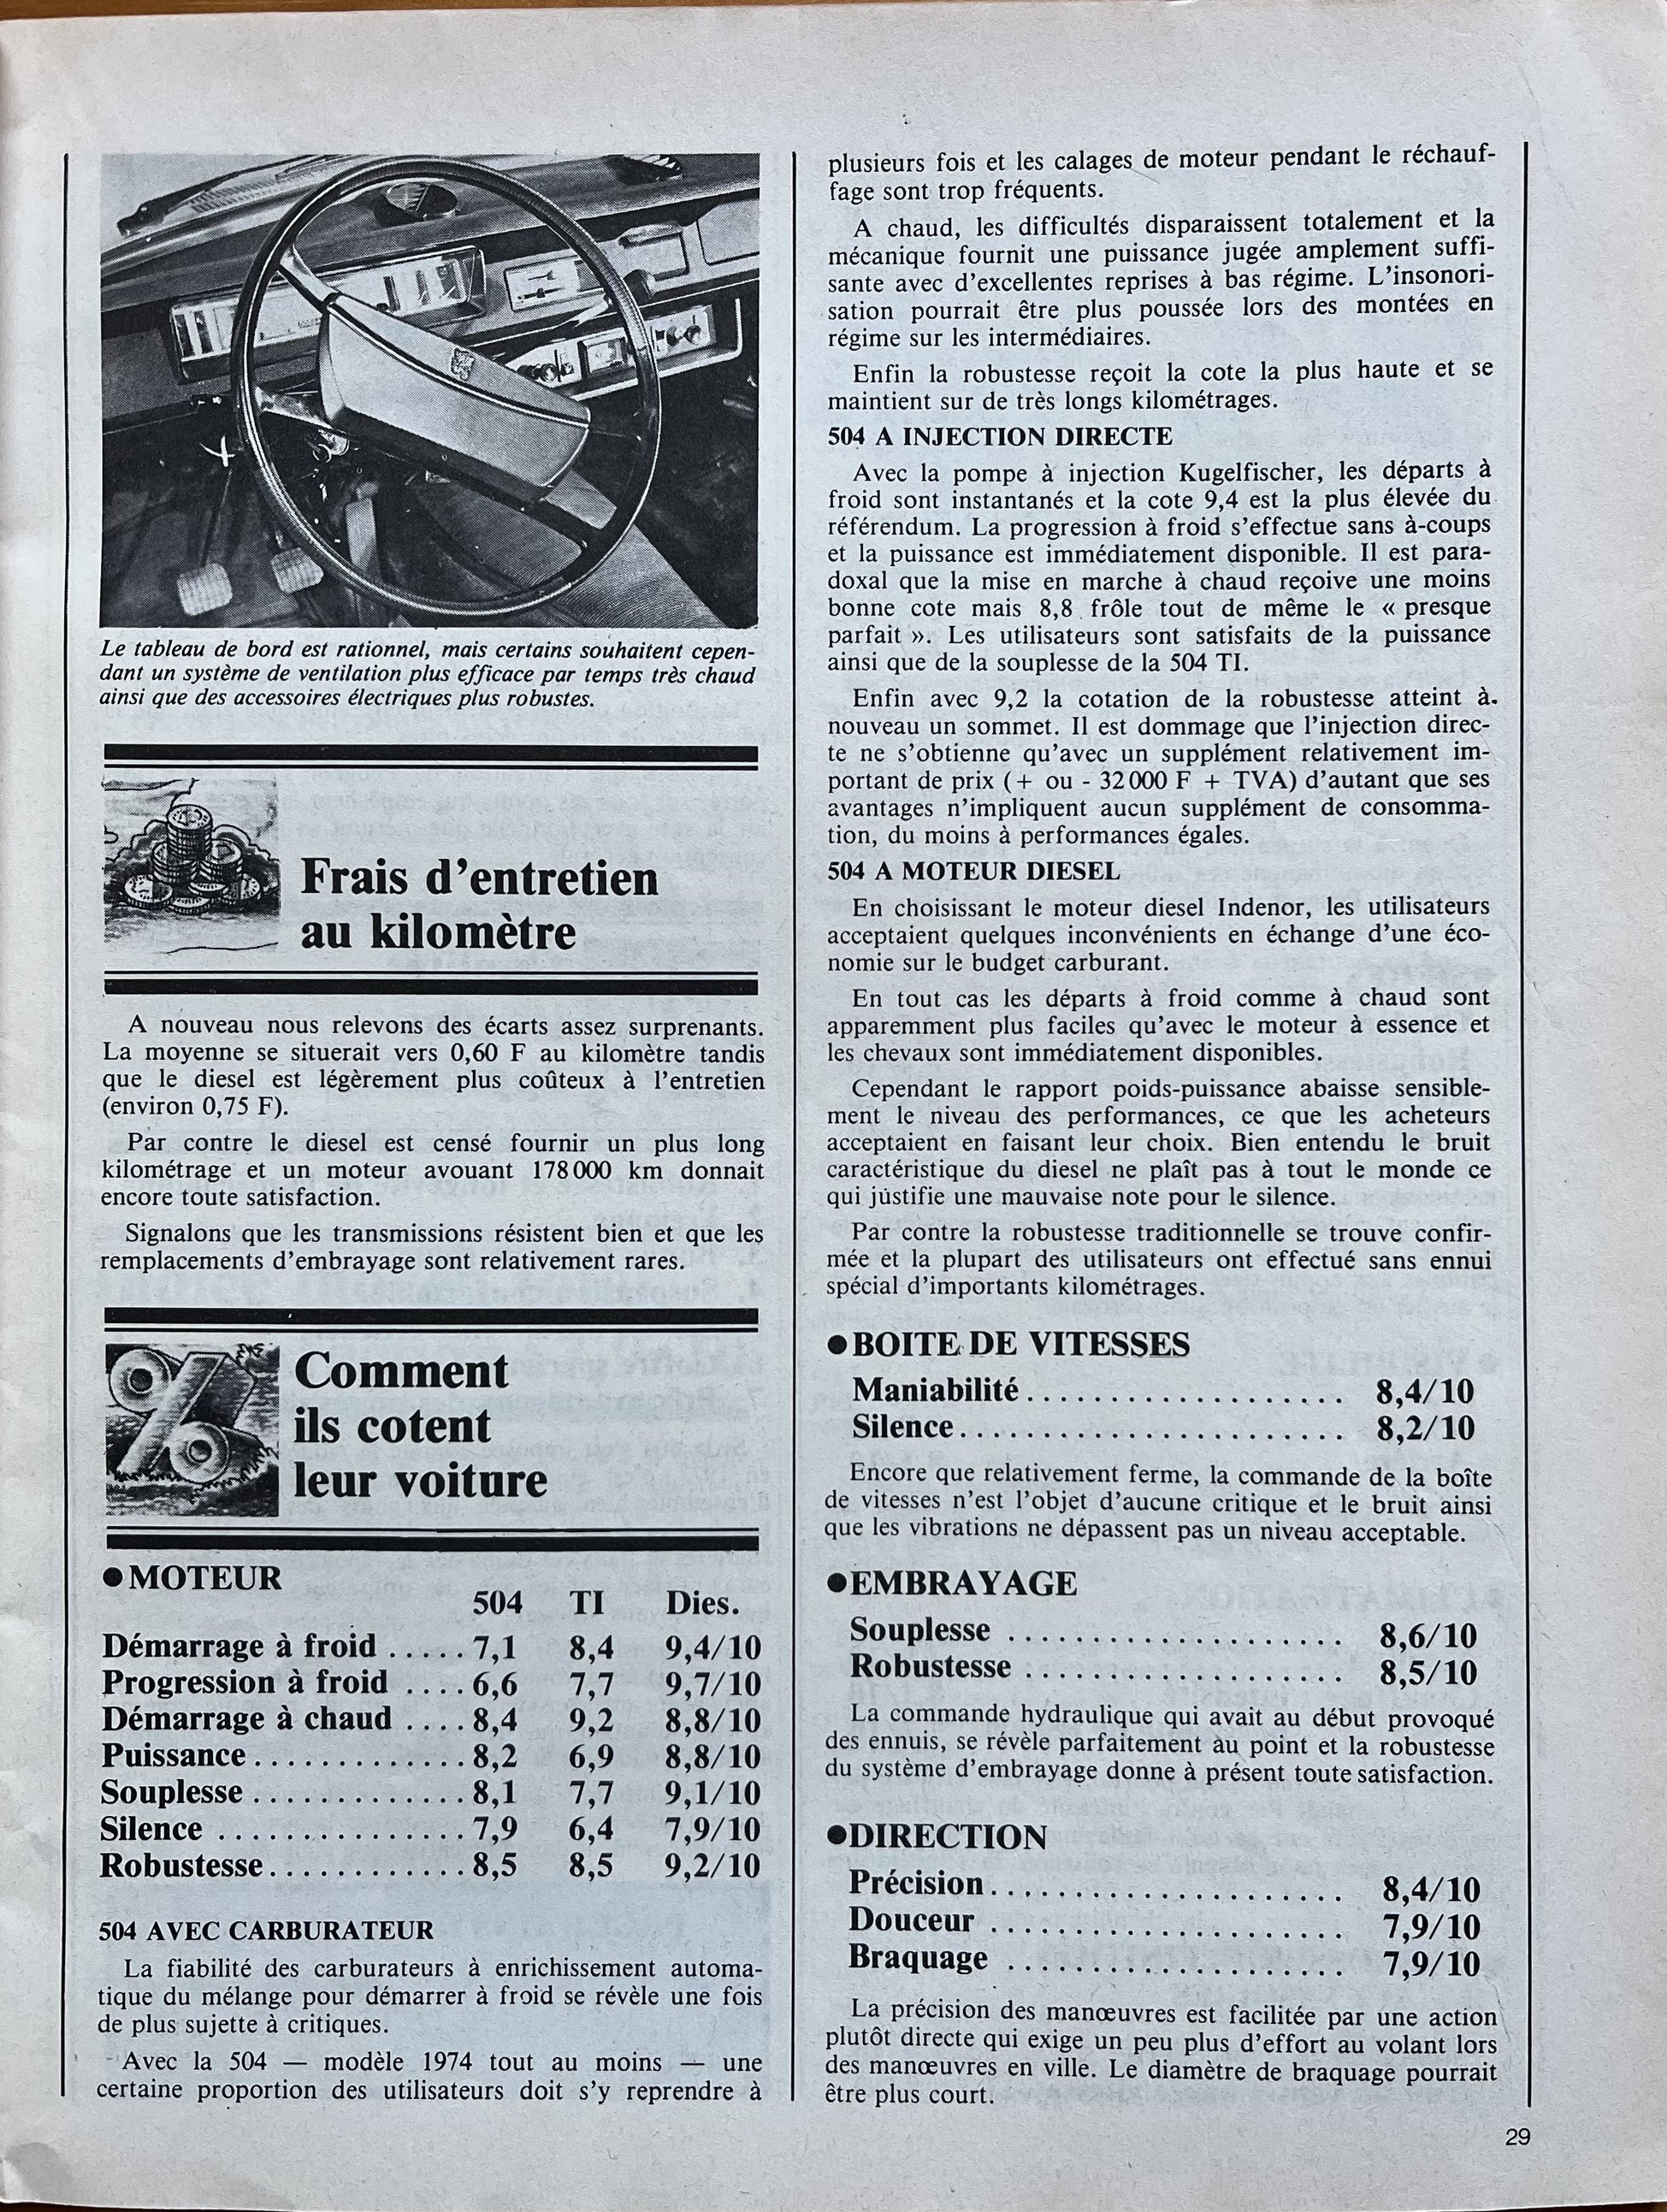 Le tableau de bord est rationnel, mais certains souhaitent cepen-
dant un système de ventilation plus efficace par temps très chaud
ainsi que des accessoires électriques plus robustes.
Frais d'entretien
au kilomètre
A nouveau nous relevons des écarts assez surprenants.
La moyenne se situerait vers 0,60 F au kilomètre tandis
que le diesel est légèrement plus coûteux à l'entretien
(environ 0,75 F).
Par contre le diesel est censé fournir un plus long
kilométrage et un moteur avouant 178 000 km donnait
encore toute satisfaction.
Signalons que les transmissions résistent bien et que les
remplacements d'embrayage sont relativement rares.
Comment
ils cotent
leur voiture
● MOTEUR
504 TI Dies.
Démarrage à froid ..... 7,1 8,4 9,4/10
Progression à froid .... 6,6 7,7 9,7/10
Démarrage à chaud .... 8,4 9,2 8,8/10
Puissance ............. 8,2 6,9 8,8/10
Souplesse ............. 8,1 7,7 9,1/10
Silence ................ 7,9 6,4 7,9/10
Robustesse ............ 8,5 8,5 9,2/10
504 AVEC CARBURATEUR
La fiabilité des carburateurs à enrichissement automa-
tique du mélange pour démarrer à froid se révèle une fois
de plus sujette à critiques.
Avec la 504 — modèle 1974 tout au moins — une
certaine proportion des utilisateurs doit s'y reprendre à
plusieurs fois et les calages de moteur pendant le réchauf-
fage sont trop fréquents.
A chaud, les difficultés disparaissent totalement et la
mécanique fournit une puissance jugée amplement suffi-
sante avec d'excellentes reprises à bas régime. L'insonori-
sation pourrait être plus poussée lors des montées en
régime sur les intermédiaires.
Enfin la robustesse reçoit la cote la plus haute et se
maintient sur de très longs kilométrages.
504 A INJECTION DIRECTE
Avec la pompe à injection Kugelfischer, les départs à
froid sont instantanés et la cote 9,4 est la plus élevée du
référendum. La progression à froid s'effectue sans à-coups
et la puissance est immédiatement disponible. Il est para-
doxal que la mise en marche à chaud reçoive une moins
bonne cote mais 8,8 frôle tout de même le « presque
parfait ». Les utilisateurs sont satisfaits de la puissance
ainsi que de la souplesse de la 504 TI.
Enfin avec 9,2 la cotation de la robustesse atteint à
nouveau un sommet. Il est dommage que l'injection direc-
te ne s'obtienne qu'avec un supplément relativement im-
portant de prix (+ ou - 32 000 F + TVA) d'autant que ses
avantages n'impliquent aucun supplément de consomma-
tion, du moins à performances égales.
504 A MOTEUR DIESEL
En choisissant le moteur diesel Indenor, les utilisateurs
acceptaient quelques inconvénients en échange d'une éco-
nomie sur le budget carburant.
En tout cas les départs à froid comme à chaud sont
apparemment plus faciles qu'avec le moteur à essence et
les chevaux sont immédiatement disponibles.
Cependant le rapport poids-puissance abaisse sensible-
ment le niveau des performances, ce que les acheteurs
acceptaient en faisant leur choix. Bien entendu le bruit
caractéristique du diesel ne plaît pas à tout le monde ce
qui justifie une mauvaise note pour le silence.
Par contre la robustesse traditionnelle se trouve confir-
mée et la plupart des utilisateurs ont effectué sans ennui
spécial d'importants kilométrages.
● BOITE DE VITESSES
Maniabilité ................... 8,4/10
Silence ....................... 8,2/10
Encore que relativement ferme, la commande de la boîte
de vitesses n'est l'objet d'aucune critique et le bruit ainsi
que les vibrations ne dépassent pas un niveau acceptable.
● EMBRAYAGE
Souplesse .................... 8,6/10
Robustesse ................... 8,5/10
La commande hydraulique qui avait au début provoqué
des ennuis, se révèle parfaitement au point et la robustesse
du système d'embrayage donne à présent toute satisfaction.
● DIRECTION
Précision ..................... 8,4/10
Douceur ..................... 7,9/10
Braquage .................... 7,9/10
La précision des manœuvres est facilitée par une action
plutôt directe qui exige un peu plus d'effort au volant lors
des manœuvres en ville. Le diamètre de braquage pourrait
être plus court.
29